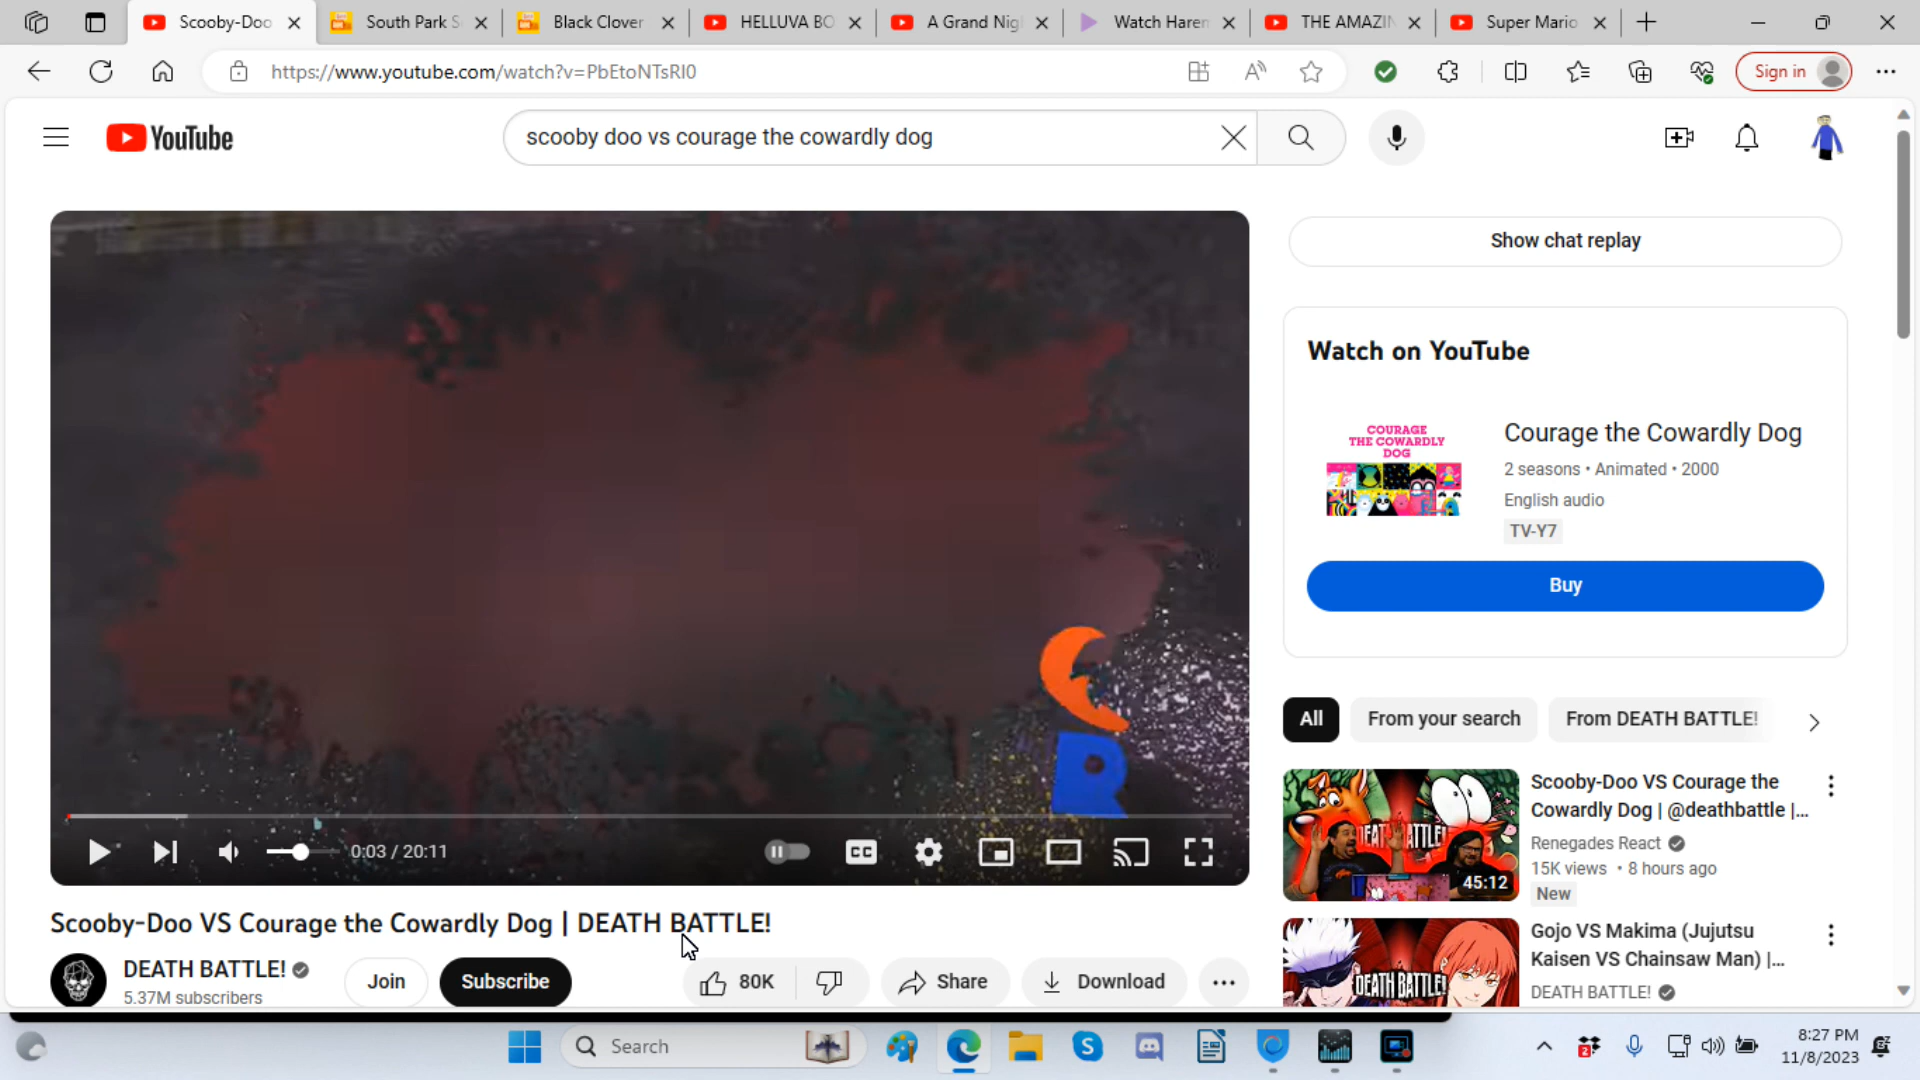 Scooby-Doo
South Park S
Black Clover
HELLUVA BO
A Grand Nig
Watch Harem
THE AMAZIN
Super Mario
https://www.youtube.com/watch?v=PbEtoNTsRI0
Sign in
YouTube
scooby doo vs courage the cowardly dog
Show chat replay
Watch on YouTube
COURAGE
THE COWARDLY
DOG
Courage the Cowardly Dog
2 seasons • Animated • 2000
English audio
TV-Y7
Buy
R
All
From your search
From DEATH BATTLE!
0:03 / 20:11
CC
DEATH BATTLE!
45:12
Scooby-Doo VS Courage the
Cowardly Dog | @deathbattle |...
Renegades React
15K views • 8 hours ago
New
Scooby-Doo VS Courage the Cowardly Dog | DEATH BATTLE!
DEATH BATTLE!
5.37M subscribers
Join
Subscribe
80K
Share
Download
DEATH BATTLE!
Gojo VS Makima (Jujutsu
Kaisen VS Chainsaw Man) |...
DEATH BATTLE!
Search
8:27 PM
11/8/2023